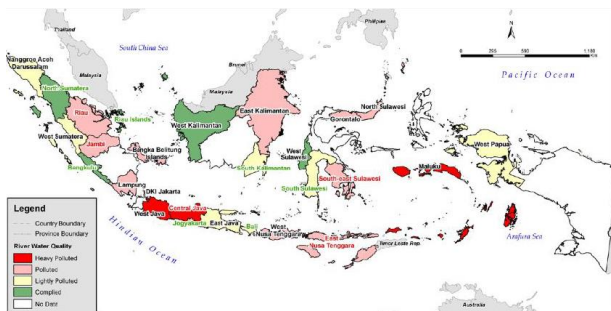 Thailand
Philipina
N
South China Sea
Nanggroe Aceh
Darussalam
Malaysia
Brunei
Malaysia
Pacific Ocean
North Sumatera
Riau Islands
Riau
West Sumatera
Jambi
Bengkulu
Bangka Belitung
Islands
Lampung
West Kalimantan
East Kalimantan
South Kalimantan
North Sulawesi
Gorontalo
West
Sulawesi
South Sulawesi
South east Sulawesi
Maluku
West Papua
DKI Jakarta
West Java
Central Java
Jogyakarta
East Java
Bali
West
Nusa Tenggara
East
Nusa Tenggara
Timor Leste Rep
Arafura Sea
Hindian Ocean
Australia
Legend
Country Boundary
Province Boundary
River Water Quality
Heavy Polluted
Polluted
Lightly Polluted
Complied
No Data